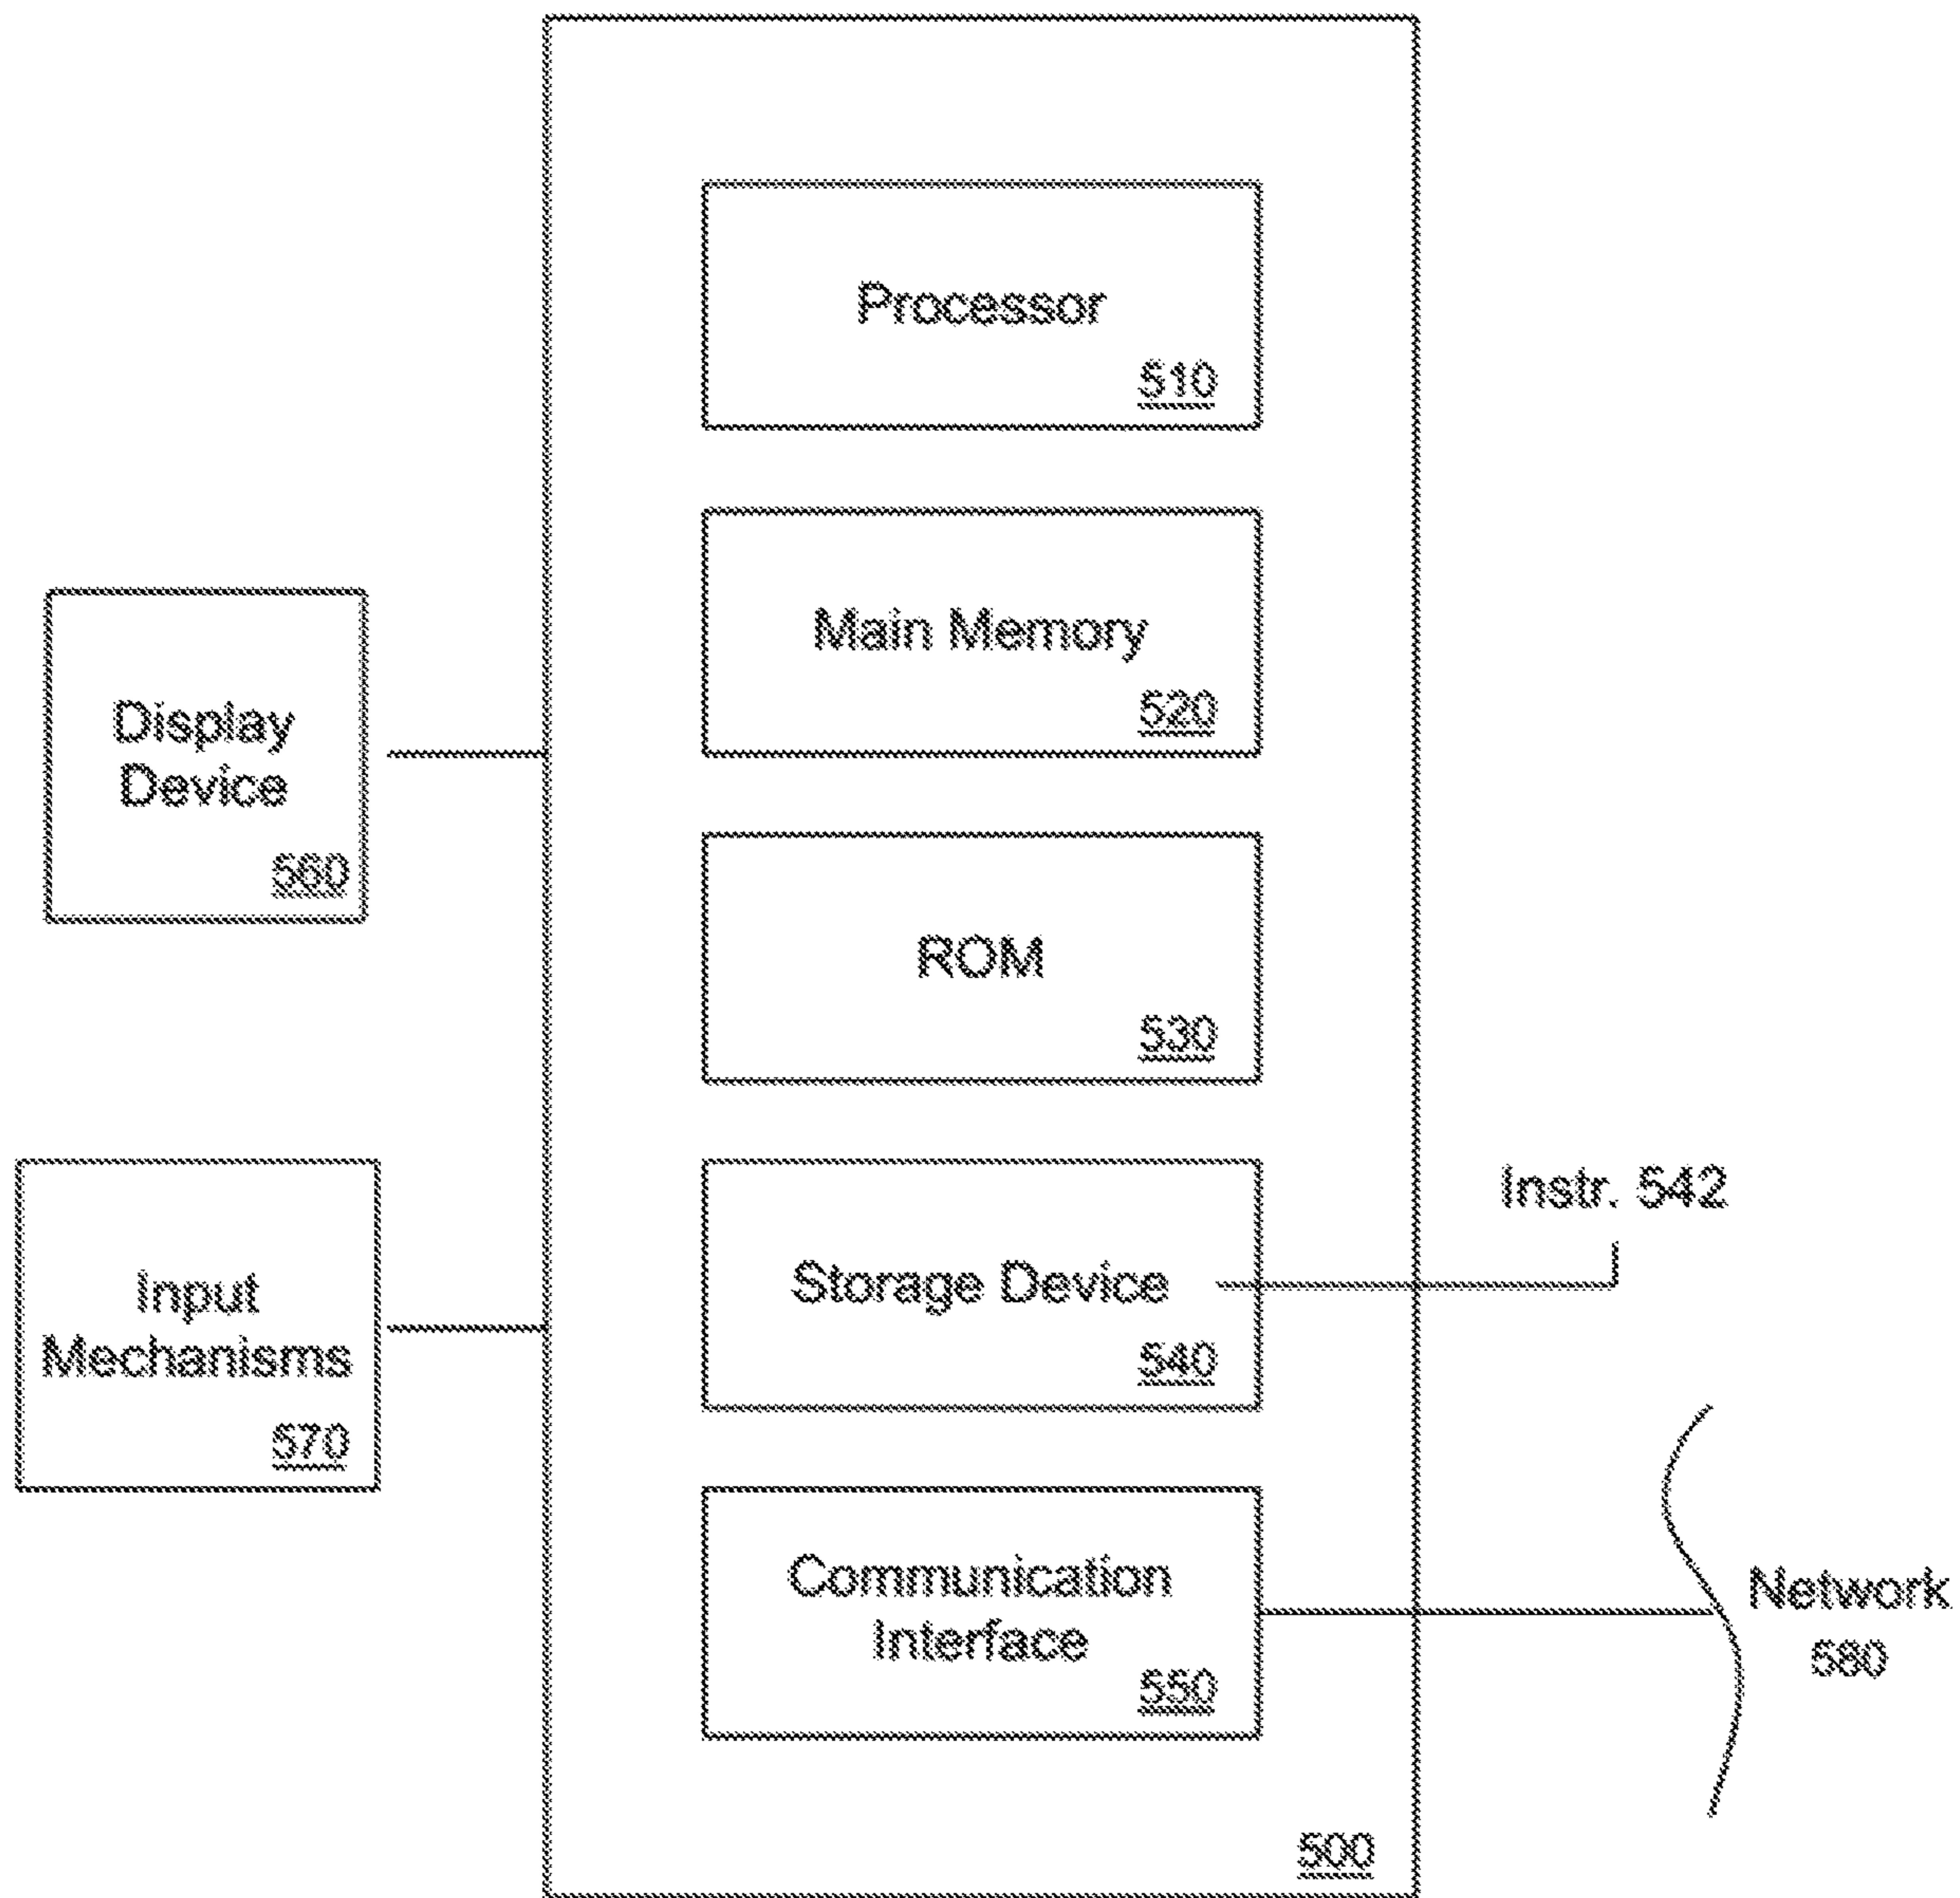 Processor
510
Main Memory
520
Display
Device
560
ROM
530
Instr. 542
Storage Device
540
Input
Mechanisms
570
Communication
Interface
550
Network
580
500